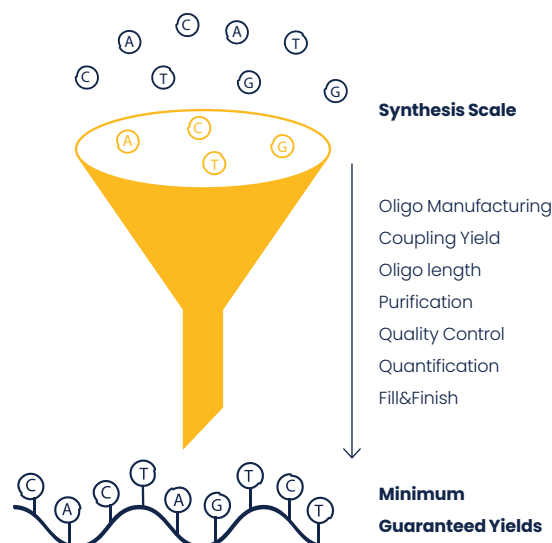 C A C A T
C T G G
Synthesis Scale
A C T G
Oligo Manufacturing
Coupling Yield
Oligo length
Purification
Quality Control
Quantification
Fill&Finish
C A C T A G T C T
Minimum
Guaranteed Yields